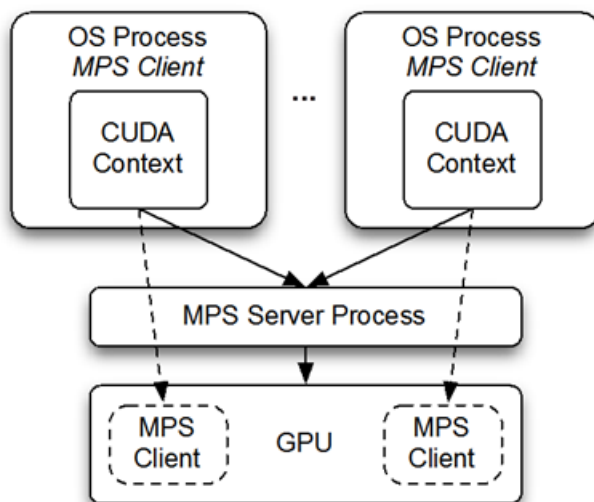 OS Process
MPS Client
CUDA
Context
...
OS Process
MPS Client
CUDA
Context
MPS Server Process
MPS
Client
GPU
MPS
Client